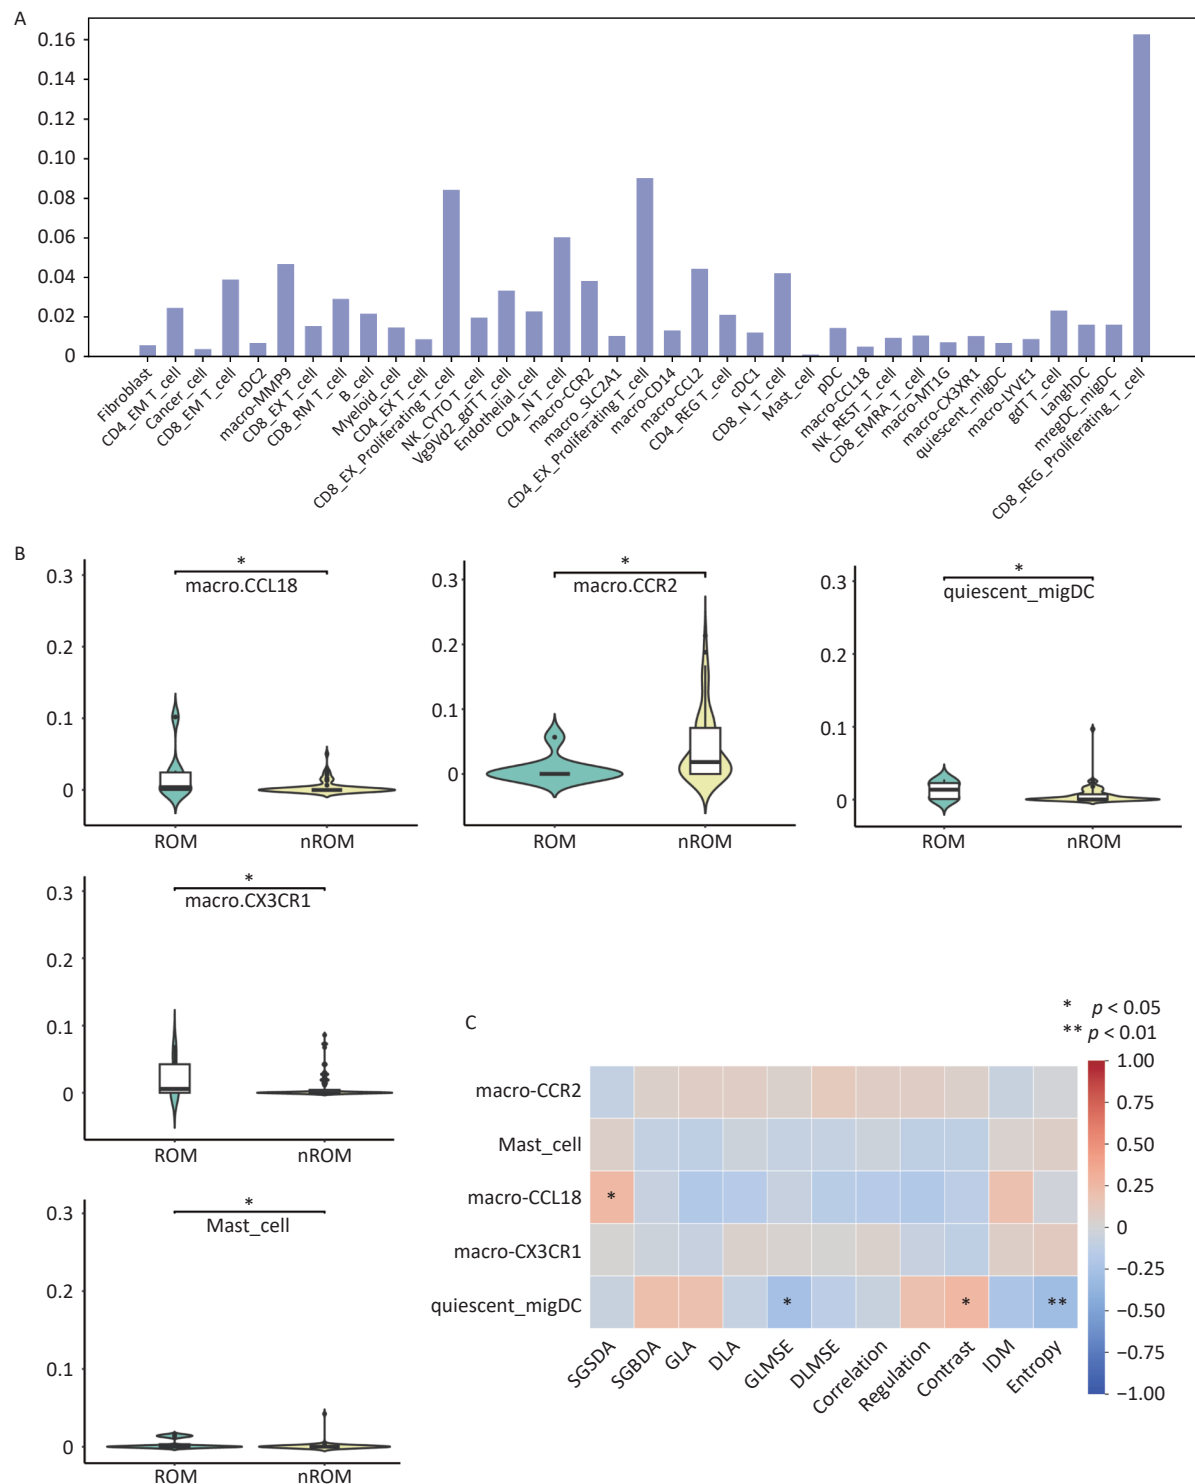 A
0.16
0.14
0.12
0.10
0.08
0.06
0.04
0.02
0
Fibroblast
CD4_EM T_cell
Cancer_cell
CD8_EM T_cell
cDC2
macro-MMP9
CD8_EX T_cell
CD8_RM T_cell
B_cell
Myeloid_cell
CD4_EX T_cell
CD8_EX_Proliferating T_cell
NK_CYTO T_cell
Vg9Vd2_gdT T_cell
Endothelial_cell
CD4_N T_cell
macro-CCR2
macro_SLC2A1
CD4_EX_Proliferating T_cell
macro-CD14
macro-CCL2
CD4_REG T_cell
cDC1
CD8_N_T_cell
Mast_cell
pDC
macro-CCL18
NK_REST T_cell
CD8_EMRA_T_cell
macro-MT1G
macro-CX3XR1
quiescent_migDC
macro-LYVE1
gdT T_cell
LanghDC
mregDC_migDC
CD8_REG_Proliferating_T_cell
B
0.3
0.2
0.1
0
*
macro.CCL18
ROM nROM
0.3
0.2
0.1
0
*
macro.CCR2
ROM nROM
0.3
0.2
0.1
0
*
quiescent_migDC
ROM nROM
0.3
0.2
0.1
0
*
macro.CX3CR1
ROM nROM
0.3
0.2
0.1
0
*
Mast_cell
ROM nROM
C
* p < 0.05
** p < 0.01
macro-CCR2
Mast_cell
macro-CCL18 *
macro-CX3CR1
quiescent_migDC * * **
SGSDA
SGBDA
GLA
DLA
GLMSE
DLMSE
Correlation
Regulation
Contrast
IDM
Entropy
1.00
0.75
0.50
0.25
0
−0.25
−0.50
−0.75
−1.00